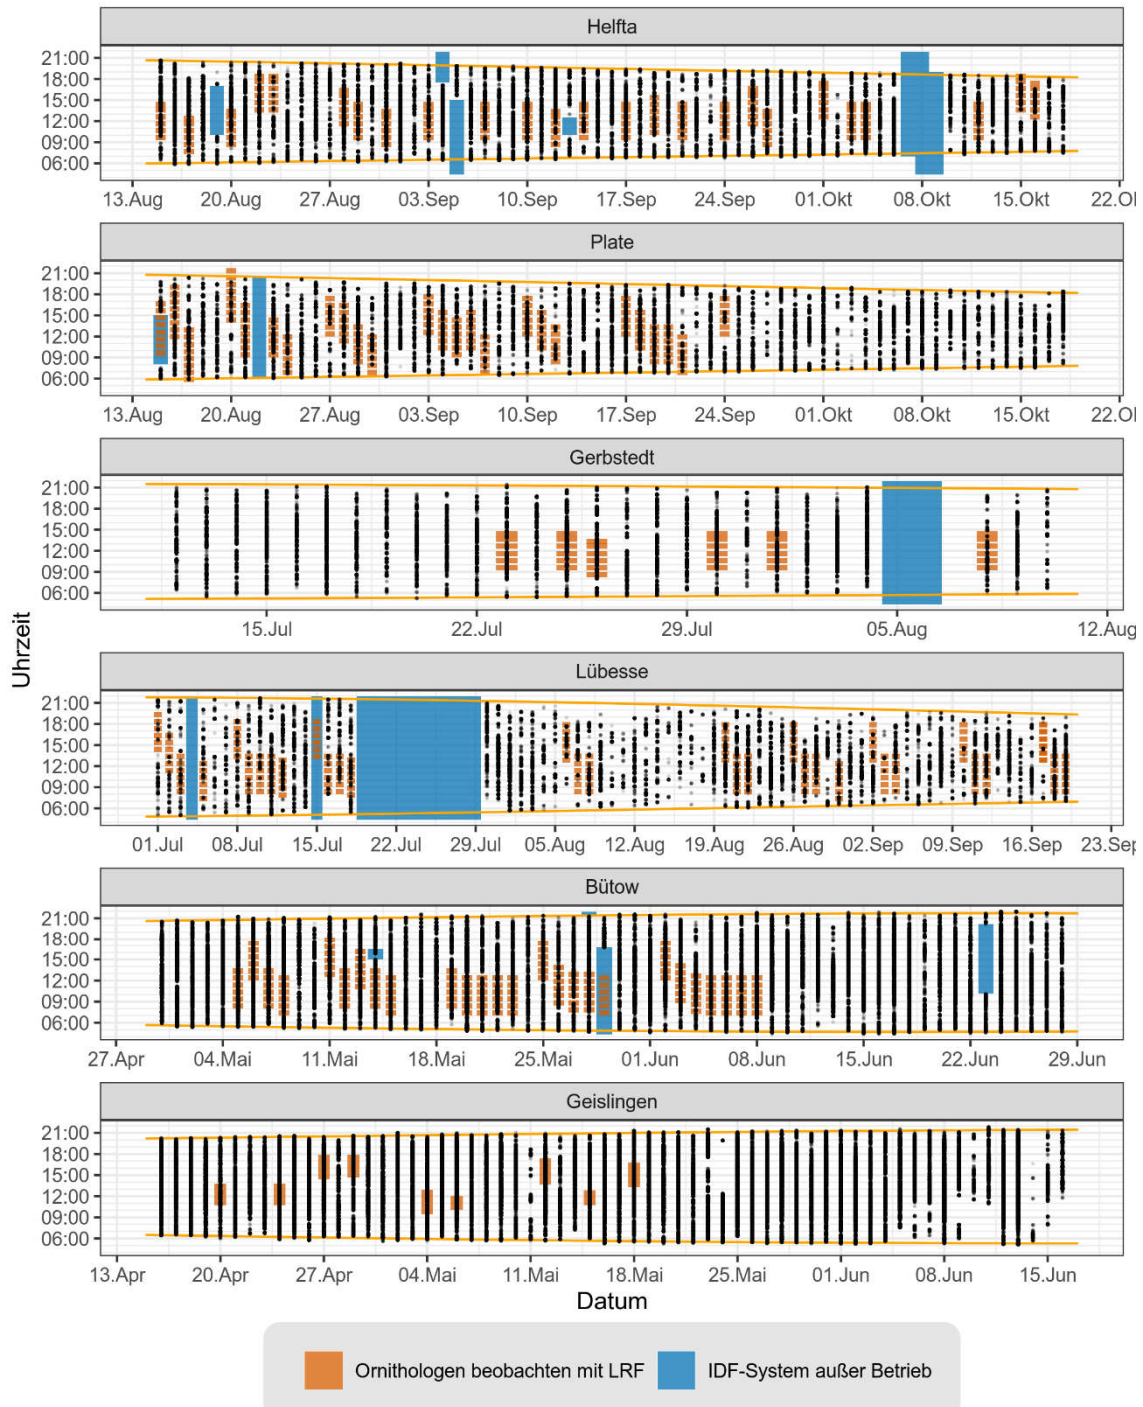 Helfta
21:00
18:00
15:00
12:00
09:00
06:00
13.Aug 20.Aug 27.Aug 03.Sep 10.Sep 17.Sep 24.Sep 01.Okt 08.Okt 15.Okt 22.Ok
Plate
21:00
18:00
15:00
12:00
09:00
06:00
13.Aug 20.Aug 27.Aug 03.Sep 10.Sep 17.Sep 24.Sep 01.Okt 08.Okt 15.Okt 22.Ok
Gerbstedt
21:00
18:00
15:00
12:00
09:00
06:00
15.Jul 22.Jul 29.Jul 05.Aug 12.Aug
Uhrzeit
Lübesse
21:00
18:00
15:00
12:00
09:00
06:00
01.Jul 08.Jul 15.Jul 22.Jul 29.Jul 05.Aug 12.Aug 19.Aug 26.Aug 02.Sep 09.Sep 16.Sep 23.Sep
Bütow
21:00
18:00
15:00
12:00
09:00
06:00
27.Apr 04.Mai 11.Mai 18.Mai 25.Mai 01.Jun 08.Jun 15.Jun 22.Jun 29.Jun
Geislingen
21:00
18:00
15:00
12:00
09:00
06:00
13.Apr 20.Apr 27.Apr 04.Mai 11.Mai 18.Mai 25.Mai 01.Jun 08.Jun 15.Jun
Datum
Ornithologen beobachten mit LRF IDF-System außer Betrieb